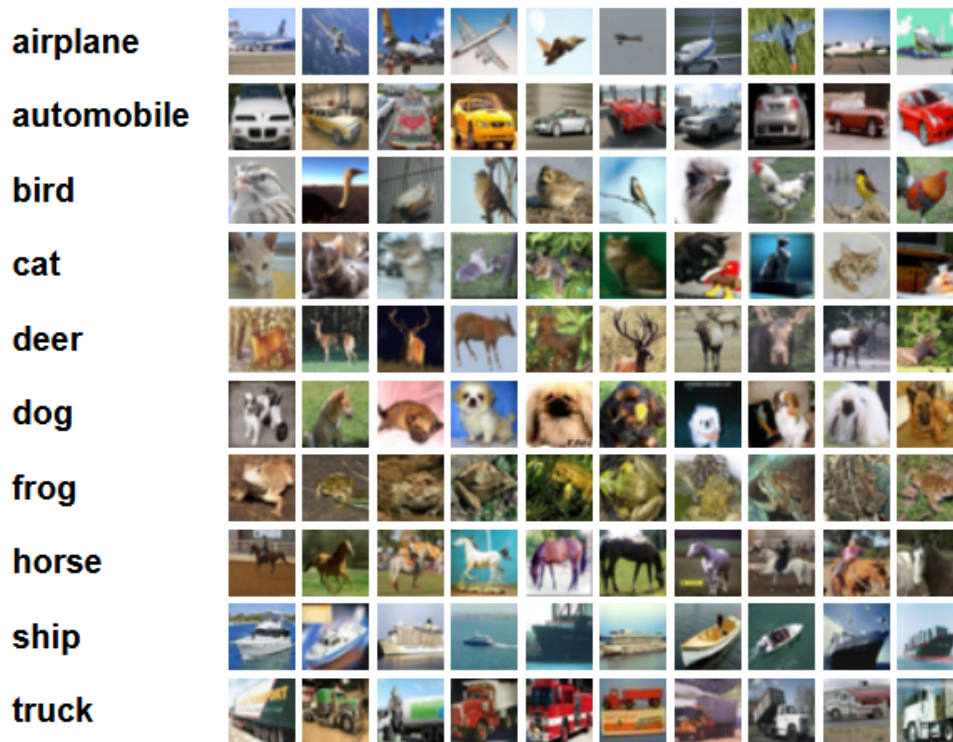 airplane
automobile
bird
cat
deer
dog
frog
horse
ship
truck